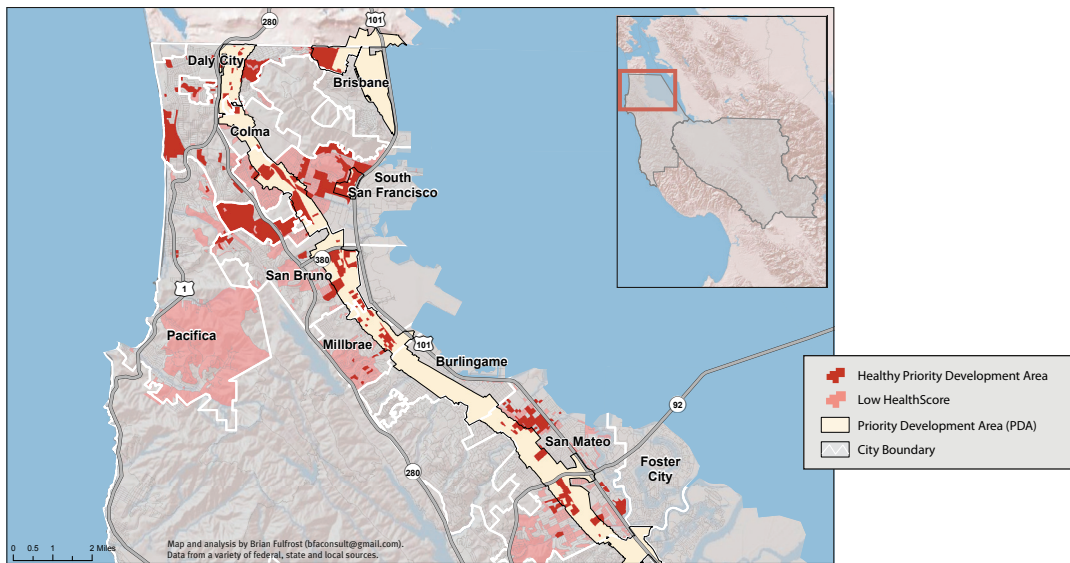 280
101
Daly City
Brisbane
Colma
South
San Francisco
380
San Bruno
1
Pacifica
Millbrae
101
Burlingame
92
San Mateo
Foster
City
280
Healthy Priority Development Area
Low HealthScore
Priority Development Area (PDA)
City Boundary
Map and analysis by Brian Fulfrost (bfaconsult@gmail.com).
Data from a variety of federal, state and local sources.
0 0.5 1 2 Miles